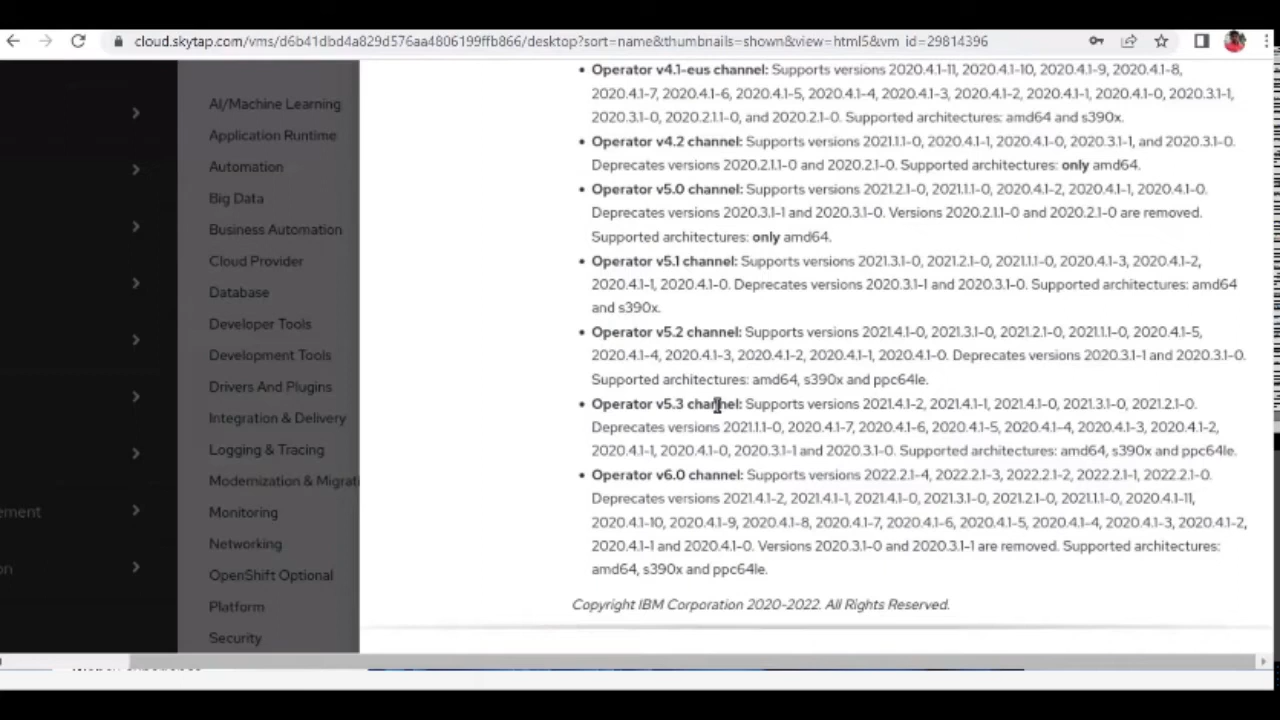 cloud.skytap.com/vms/d6b41dbd4a829d576aa4806199ffb866/desktop?sort=name&thumbnails=shown&view=html5&vm_id=29814396
AI/Machine Learning
Application Runtime
Automation
Big Data
Business Automation
Cloud Provider
Database
Developer Tools
Development Tools
Drivers And Plugins
Integration & Delivery
Logging & Tracing
Modernization & Migrati
Monitoring
Networking
OpenShift Optional
Platform
Security
ement
on
• Operator v4.1-eus channel: Supports versions 2020.4.1-11, 2020.4.1-10, 2020.4.1-9, 2020.4.1-8,
2020.4.1-7, 2020.4.1-6, 2020.4.1-5, 2020.4.1-4, 2020.4.1-3, 2020.4.1-2, 2020.4.1-1, 2020.4.1-0, 2020.3.1-1,
2020.3.1-0, 2020.2.1.1-0, and 2020.2.1-0. Supported architectures: amd64 and s390x.
• Operator v4.2 channel: Supports versions 2021.1.1-0, 2020.4.1-1, 2020.4.1-0, 2020.3.1-1, and 2020.3.1-0.
Deprecates versions 2020.2.1.1-0 and 2020.2.1-0. Supported architectures: only amd64.
• Operator v5.0 channel: Supports versions 2021.2.1-0, 2021.1.1-0, 2020.4.1-2, 2020.4.1-1, 2020.4.1-0.
Deprecates versions 2020.3.1-1 and 2020.3.1-0. Versions 2020.2.1.1-0 and 2020.2.1-0 are removed.
Supported architectures: only amd64.
• Operator v5.1 channel: Supports versions 2021.3.1-0, 2021.2.1-0, 2021.1.1-0, 2020.4.1-3, 2020.4.1-2,
2020.4.1-1, 2020.4.1-0. Deprecates versions 2020.3.1-1 and 2020.3.1-0. Supported architectures: amd64
and s390x.
• Operator v5.2 channel: Supports versions 2021.4.1-0, 2021.3.1-0, 2021.2.1-0, 2021.1.1-0, 2020.4.1-5,
2020.4.1-4, 2020.4.1-3, 2020.4.1-2, 2020.4.1-1, 2020.4.1-0. Deprecates versions 2020.3.1-1 and 2020.3.1-0.
Supported architectures: amd64, s390x and ppc64le.
• Operator v5.3 channel: Supports versions 2021.4.1-2, 2021.4.1-1, 2021.4.1-0, 2021.3.1-0, 2021.2.1-0.
Deprecates versions 2021.1.1-0, 2020.4.1-7, 2020.4.1-6, 2020.4.1-5, 2020.4.1-4, 2020.4.1-3, 2020.4.1-2,
2020.4.1-1, 2020.4.1-0, 2020.3.1-1 and 2020.3.1-0. Supported architectures: amd64, s390x and ppc64le.
• Operator v6.0 channel: Supports versions 2022.2.1-4, 2022.2.1-3, 2022.2.1-2, 2022.2.1-1, 2022.2.1-0.
Deprecates versions 2021.4.1-2, 2021.4.1-1, 2021.4.1-0, 2021.3.1-0, 2021.2.1-0, 2021.1.1-0, 2020.4.1-11,
2020.4.1-10, 2020.4.1-9, 2020.4.1-8, 2020.4.1-7, 2020.4.1-6, 2020.4.1-5, 2020.4.1-4, 2020.4.1-3, 2020.4.1-2,
2020.4.1-1 and 2020.4.1-0. Versions 2020.3.1-0 and 2020.3.1-1 are removed. Supported architectures:
amd64, s390x and ppc64le.
Copyright IBM Corporation 2020-2022. All Rights Reserved.